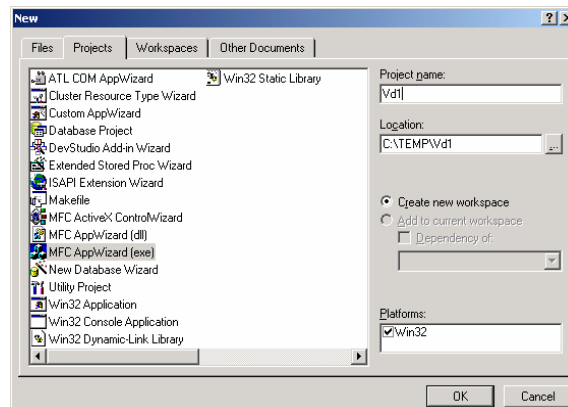 New
Files
Projects
Workspaces
Other Documents
ATL COM AppWizard
Cluster Resource Type Wizard
Custom AppWizard
Database Project
DevStudio Add-in Wizard
Extended Stored Proc Wizard
ISAPI Extension Wizard
Makefile
MFC ActiveX ControlWizard
MFC AppWizard (dll)
MFC AppWizard (exe)
New Database Wizard
Utility Project
Win32 Application
Win32 Console Application
Win32 Dynamic-Link Library
Win32 Static Library
Project name:
Vd1
Location:
C:\TEMP\Vd1
...
Create new workspace
Add to current workspace
Dependency of:
Platforms:
Win32
OK
Cancel